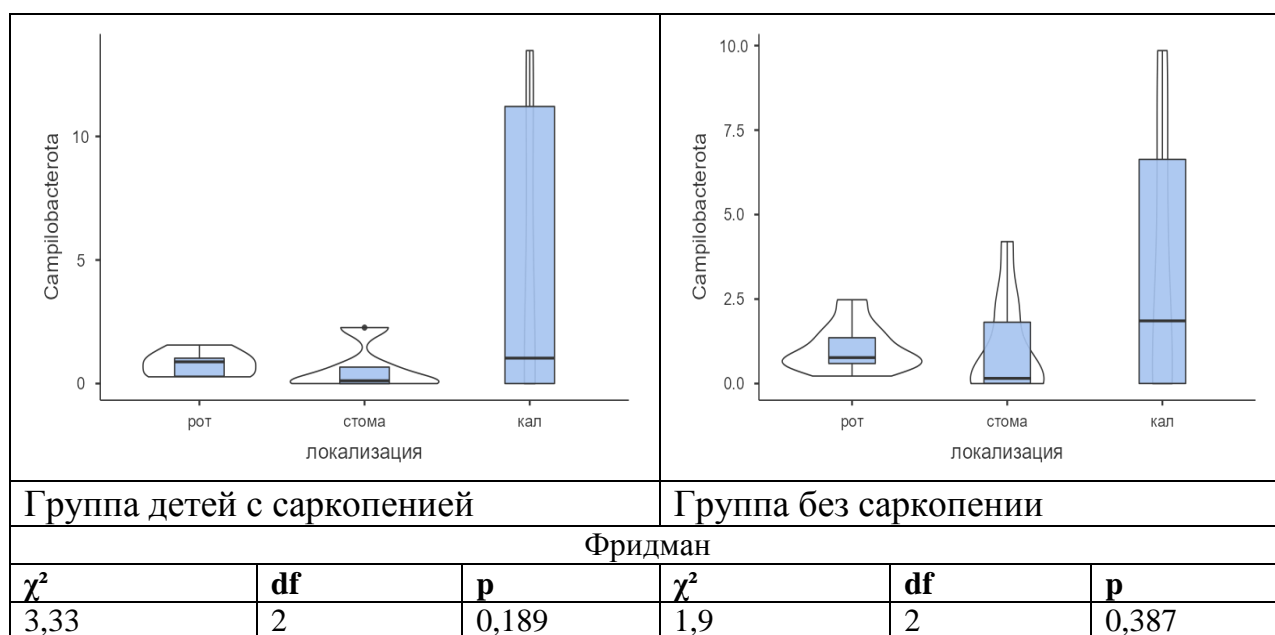 Campilobacterota
10
5
0
рот
стома
кал
локализация
Campilobacterota
10.0
7.5
5.0
2.5
0.0
рот
стома
кал
локализация
Группа детей с саркопенией
Группа без саркопении
Фридман
χ² df p χ² df p
3,33 2 0,189 1,9 2 0,387